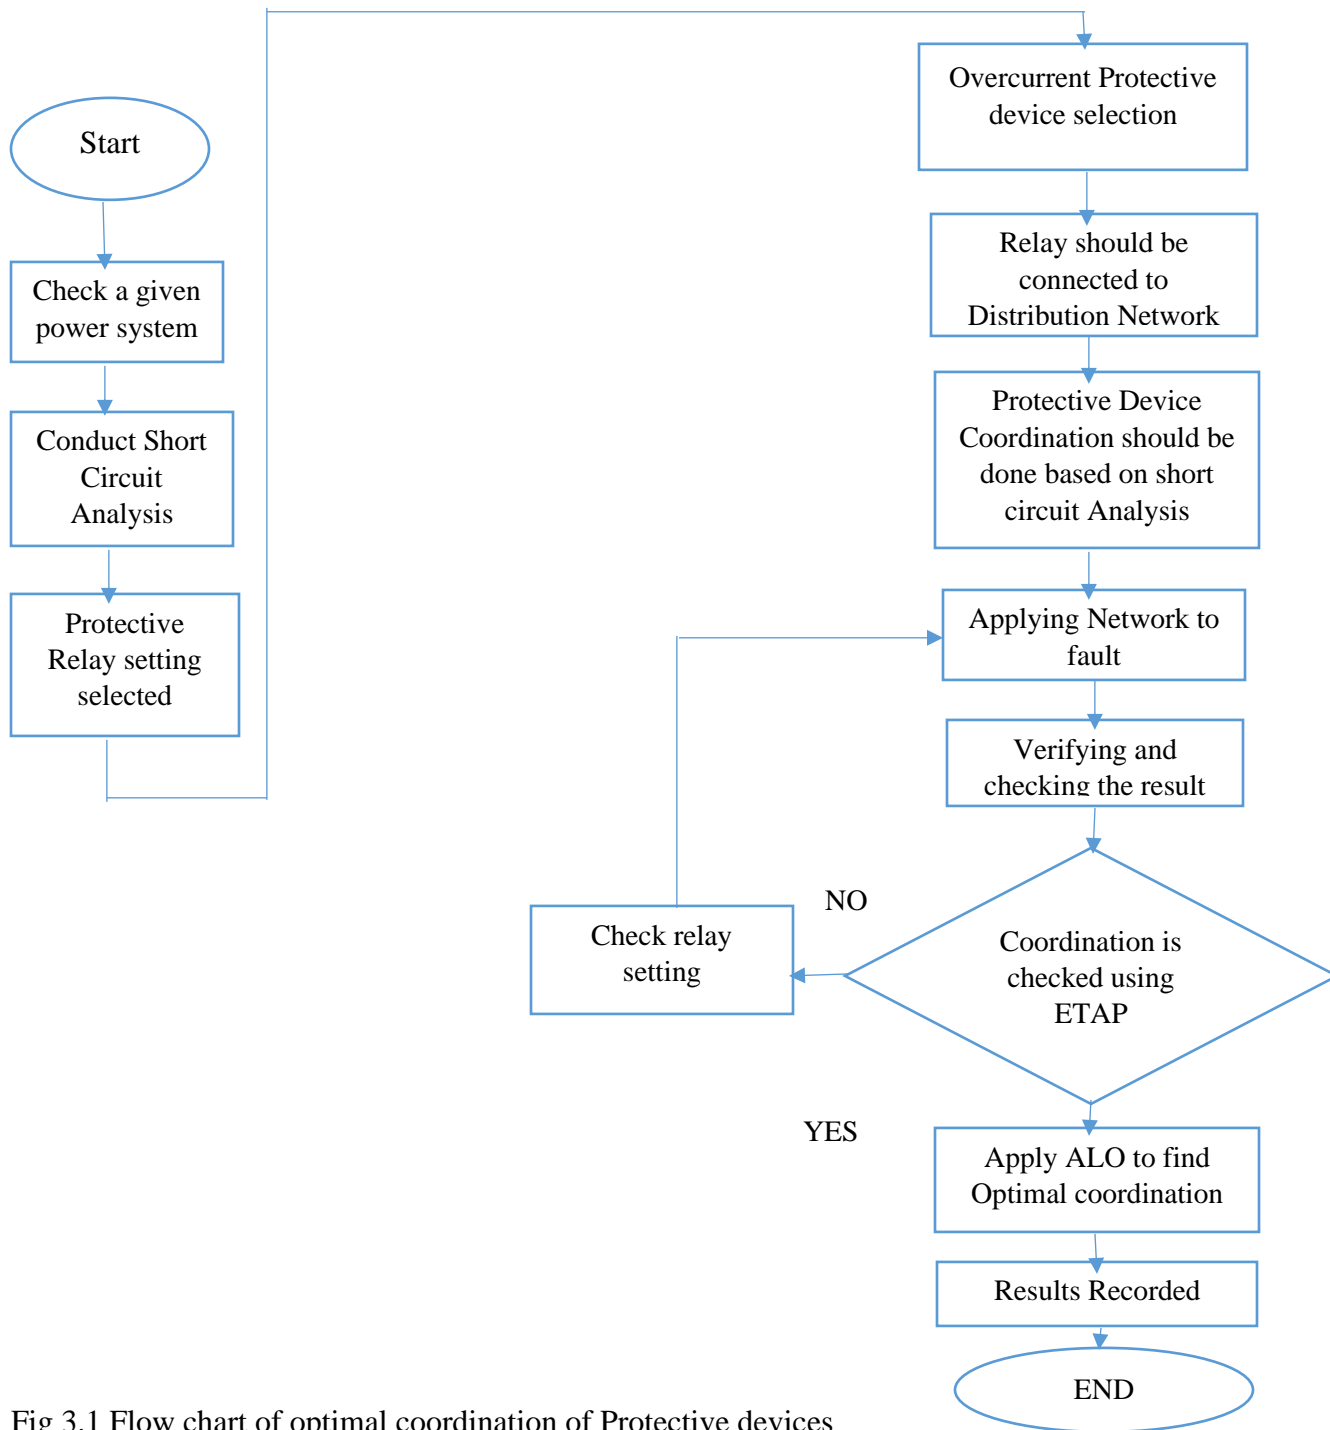 Start
Check a given
power system
Conduct Short
Circuit
Analysis
Protective
Relay setting
selected
Overcurrent Protective
device selection
Relay should be
connected to
Distribution Network
Protective Device
Coordination should be
done based on short
circuit Analysis
Applying Network to
fault
Verifying and
checking the result
Coordination is
checked using
ETAP
NO
Check relay
setting
YES
Apply ALO to find
Optimal coordination
Results Recorded
END
Fig 3.1 Flow chart of optimal coordination of Protective devices